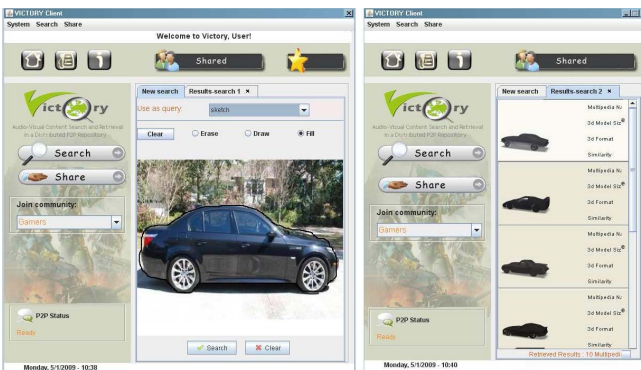 VICTORY Client
System Search Share
Welcome to Victory, User!
Shared
New search Results-search 1 ×
Victory
Audio-Visual Content Search and Retrieval
in a Distributed P2P Repository
Use as query: sketch
Clear Erase Draw Fill
Search
Share
Join community:
Gamers
P2P Status
Ready
Search Clear
Monday, 5/1/2009 - 10:38
VICTORY Client
System Search Share
Shared
New search Results-search 2 ×
Victory
Audio-Visual Content Search and Retrieval
in a Distributed P2P Repository
Search
Share
Join community:
Gamers
P2P Status
Ready
Multipedia Na
3d Model Siz
3d Format
Similarity
Multipedia Na
3d Model Siz
3d Format
Similarity
Multipedia Na
3d Model Siz
3d Format
Similarity
Multipedia Na
3d Model Siz
3d Format
Similarity
Retrieved Results : 10 Multipedi
Monday, 5/1/2009 - 10:40